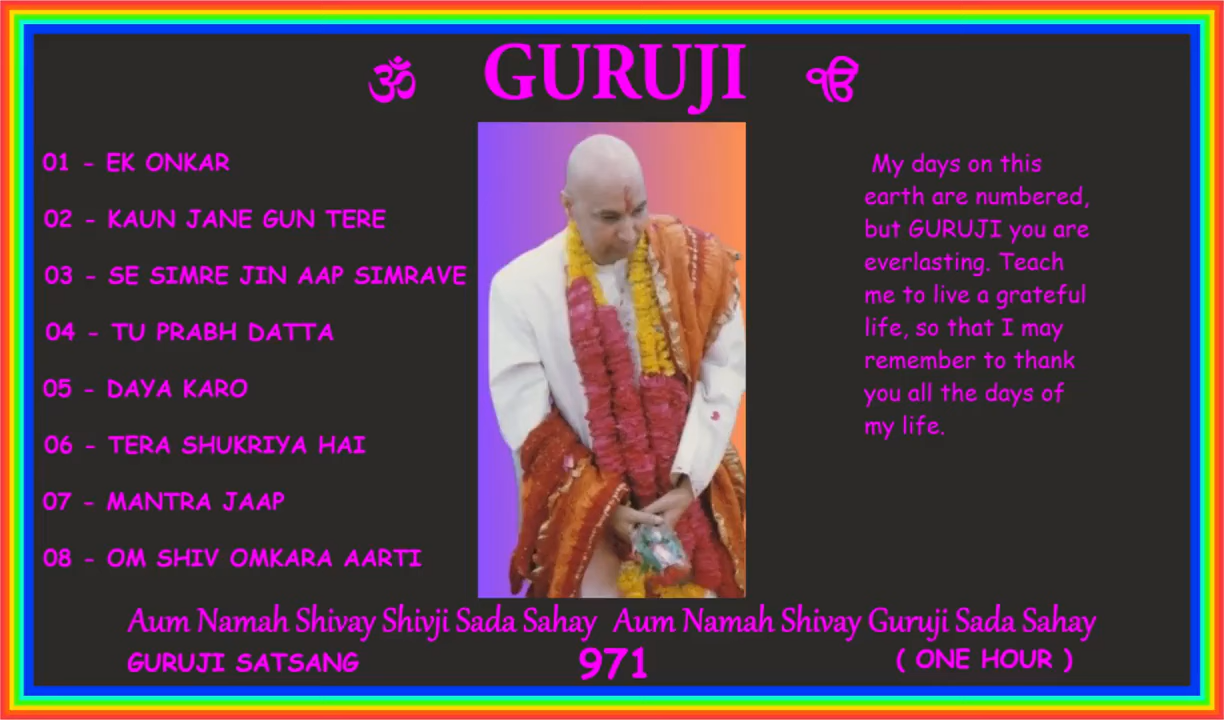 ॐ GURUJI ੴ
01 - EK ONKAR
02 - KAUN JANE GUN TERE
03 - SE SIMRE JIN AAP SIMRAVE
04 - TU PRABH DATTA
05 - DAYA KARO
06 - TERA SHUKRIYA HAI
07 - MANTRA JAAP
08 - OM SHIV OMKARA AARTI
My days on this
earth are numbered,
but GURUJI you are
everlasting. Teach
me to live a grateful
life, so that I may
remember to thank
you all the days of
my life.
Aum Namah Shivay Shivji Sada Sahay Aum Namah Shivay Guruji Sada Sahay
GURUJI SATSANG 971 ( ONE HOUR )